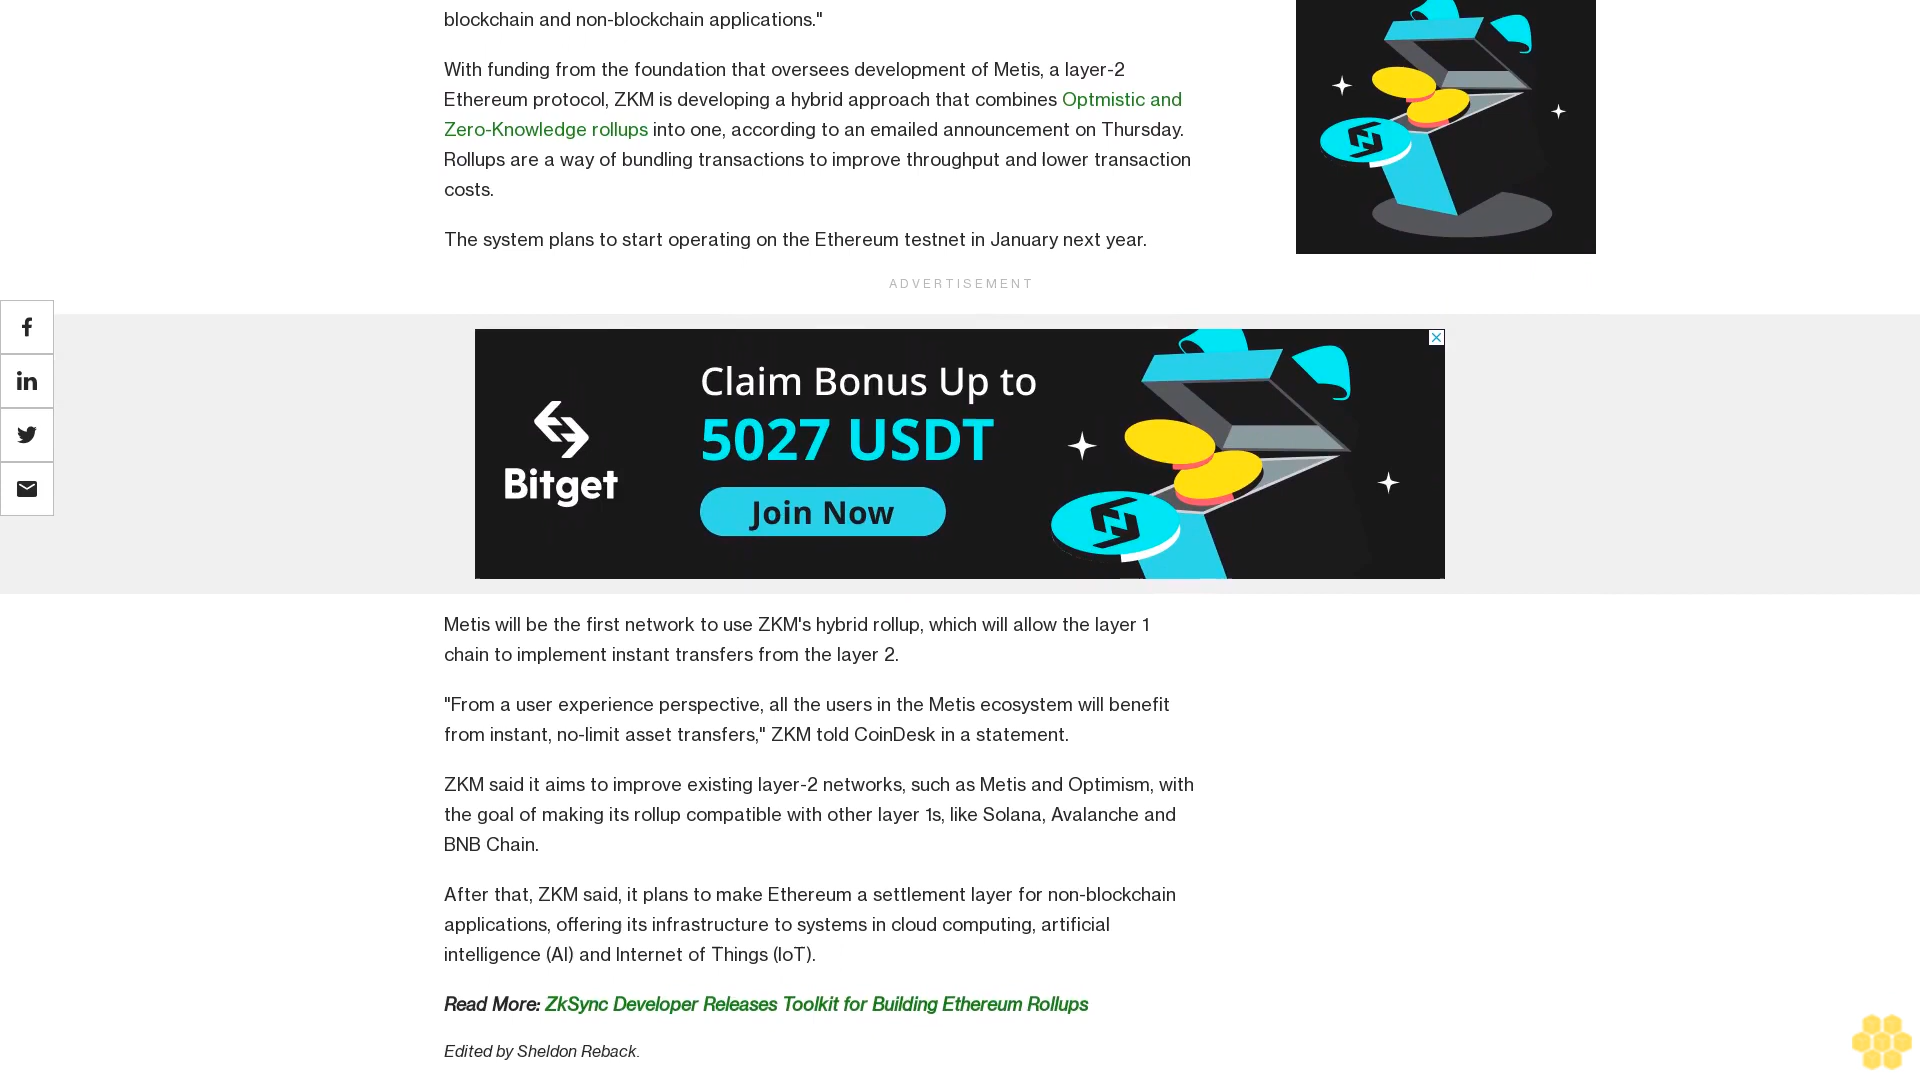 blockchain and non-blockchain applications."
With funding from the foundation that oversees development of Metis, a layer-2
Ethereum protocol, ZKM is developing a hybrid approach that combines Optmistic and
Zero-Knowledge rollups into one, according to an emailed announcement on Thursday.
Rollups are a way of bundling transactions to improve throughput and lower transaction
costs.
The system plans to start operating on the Ethereum testnet in January next year.
ADVERTISEMENT
Bitget
Claim Bonus Up to
5027 USDT
Join Now
Metis will be the first network to use ZKM's hybrid rollup, which will allow the layer 1
chain to implement instant transfers from the layer 2.
"From a user experience perspective, all the users in the Metis ecosystem will benefit
from instant, no-limit asset transfers," ZKM told CoinDesk in a statement.
ZKM said it aims to improve existing layer-2 networks, such as Metis and Optimism, with
the goal of making its rollup compatible with other layer 1s, like Solana, Avalanche and
BNB Chain.
After that, ZKM said, it plans to make Ethereum a settlement layer for non-blockchain
applications, offering its infrastructure to systems in cloud computing, artificial
intelligence (AI) and Internet of Things (IoT).
Read More: ZkSync Developer Releases Toolkit for Building Ethereum Rollups
Edited by Sheldon Reback.